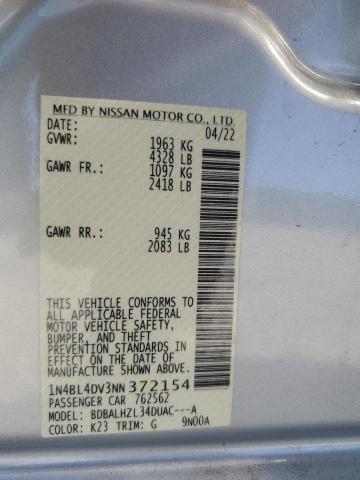 MFD BY NISSAN MOTOR CO., LTD.
DATE: 04/22
GVWR: 1963 KG
4328 LB
GAWR FR.: 1097 KG
2418 LB
GAWR RR.: 945 KG
2083 LB
THIS VEHICLE CONFORMS TO
ALL APPLICABLE FEDERAL
MOTOR VEHICLE SAFETY,
BUMPER, AND THEFT
PREVENTION STANDARDS
IN EFFECT ON THE DATE OF
MANUFACTURE SHOWN ABOVE.
1N4BL4DV3NN372154
PASSENGER CAR 762562
MODEL: BDBALHZL34DUAC---A
COLOR: K23 TRIM: G 9N00A